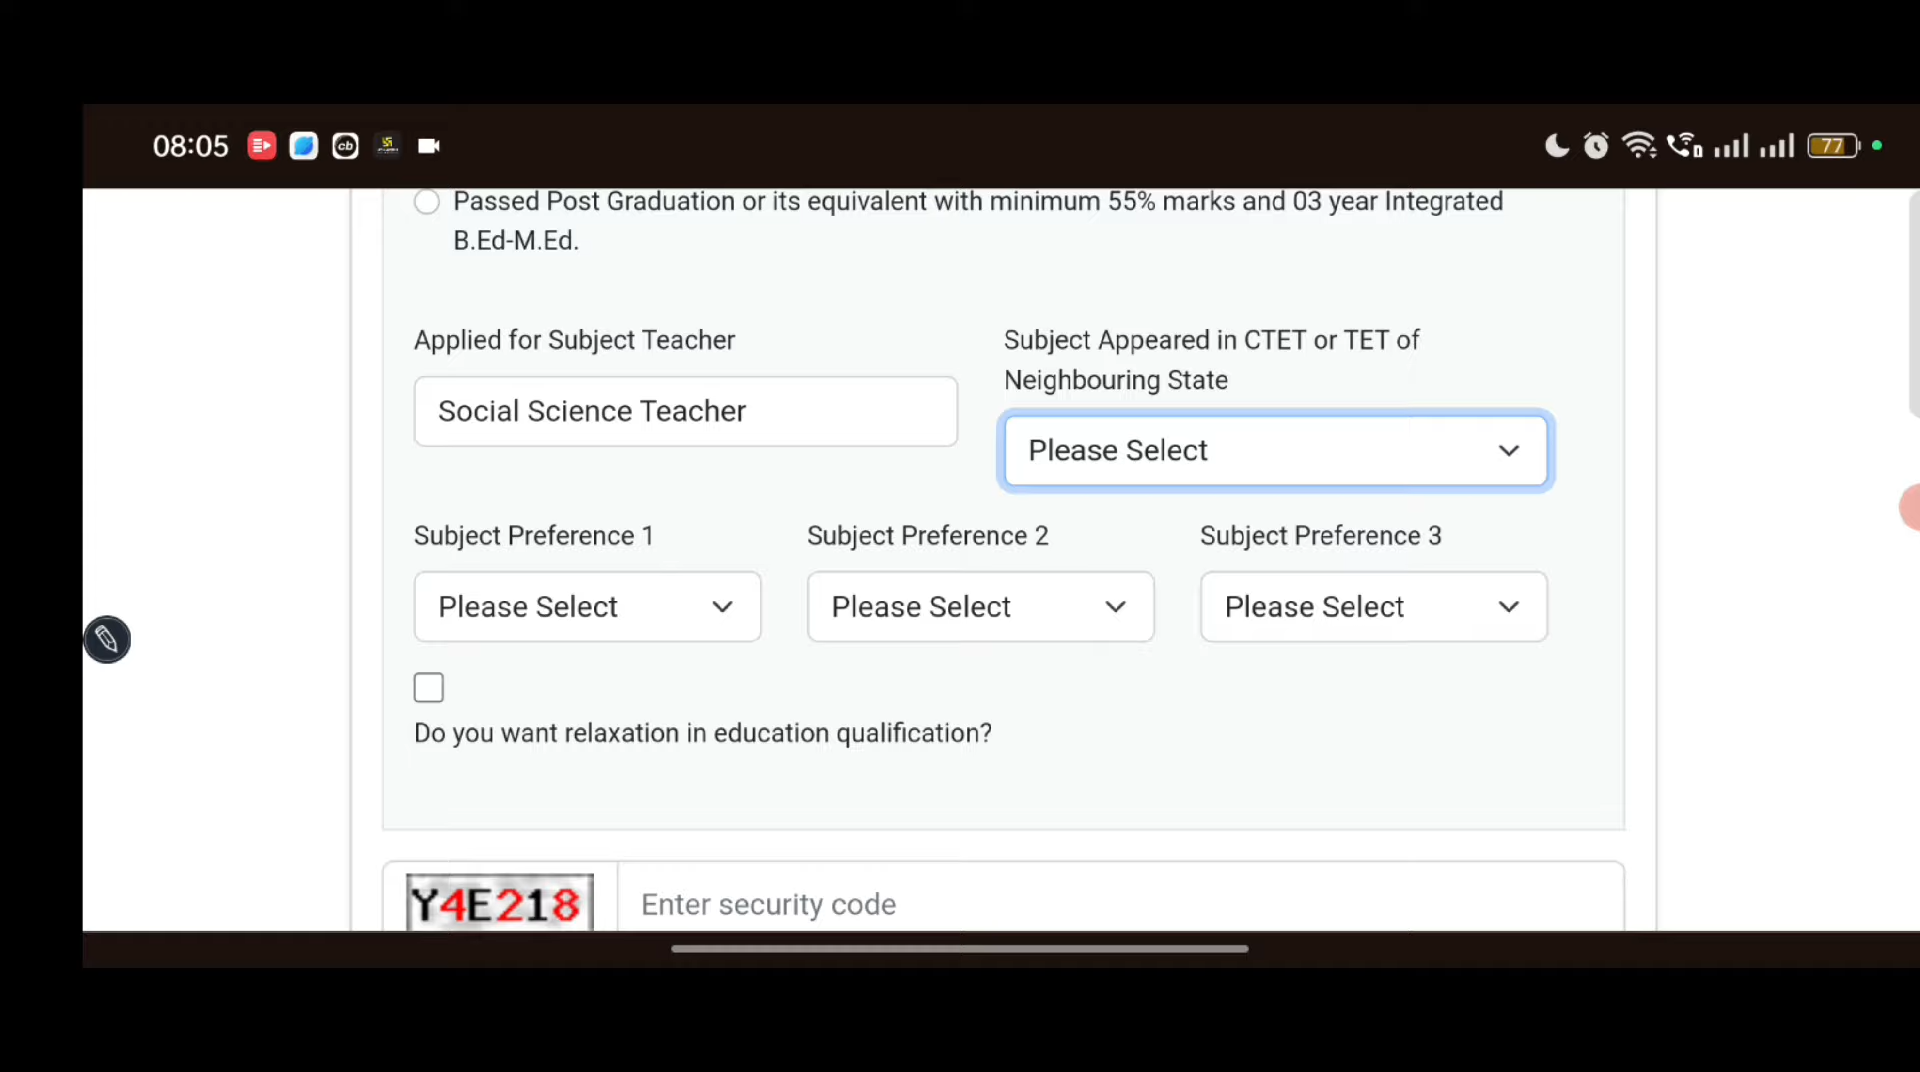 08:05
cb
77
Passed Post Graduation or its equivalent with minimum 55% marks and 03 year Integrated
B.Ed-M.Ed.
Applied for Subject Teacher
Social Science Teacher
Subject Appeared in CTET or TET of
Neighbouring State
Please Select
Subject Preference 1
Subject Preference 2
Subject Preference 3
Please Select
Please Select
Please Select
Do you want relaxation in education qualification?
Y4E218
Enter security code